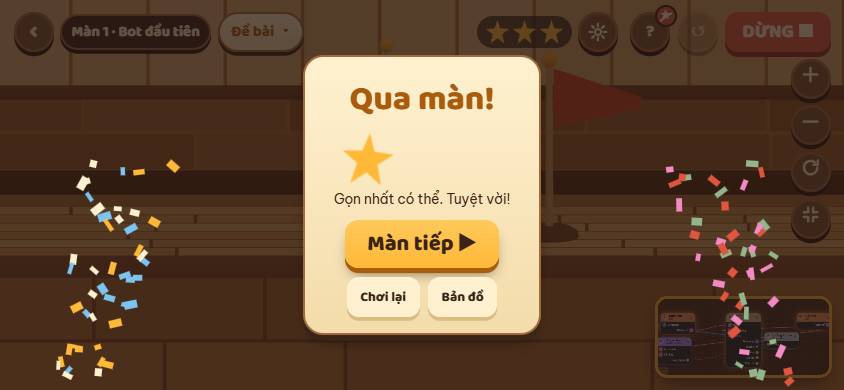 Màn 1 • Bot đầu tiên
Đề bài
?
DỪNG
Qua màn!
Gọn nhất có thể. Tuyệt vời!
Màn tiếp
Chơi lại
Bản đồ